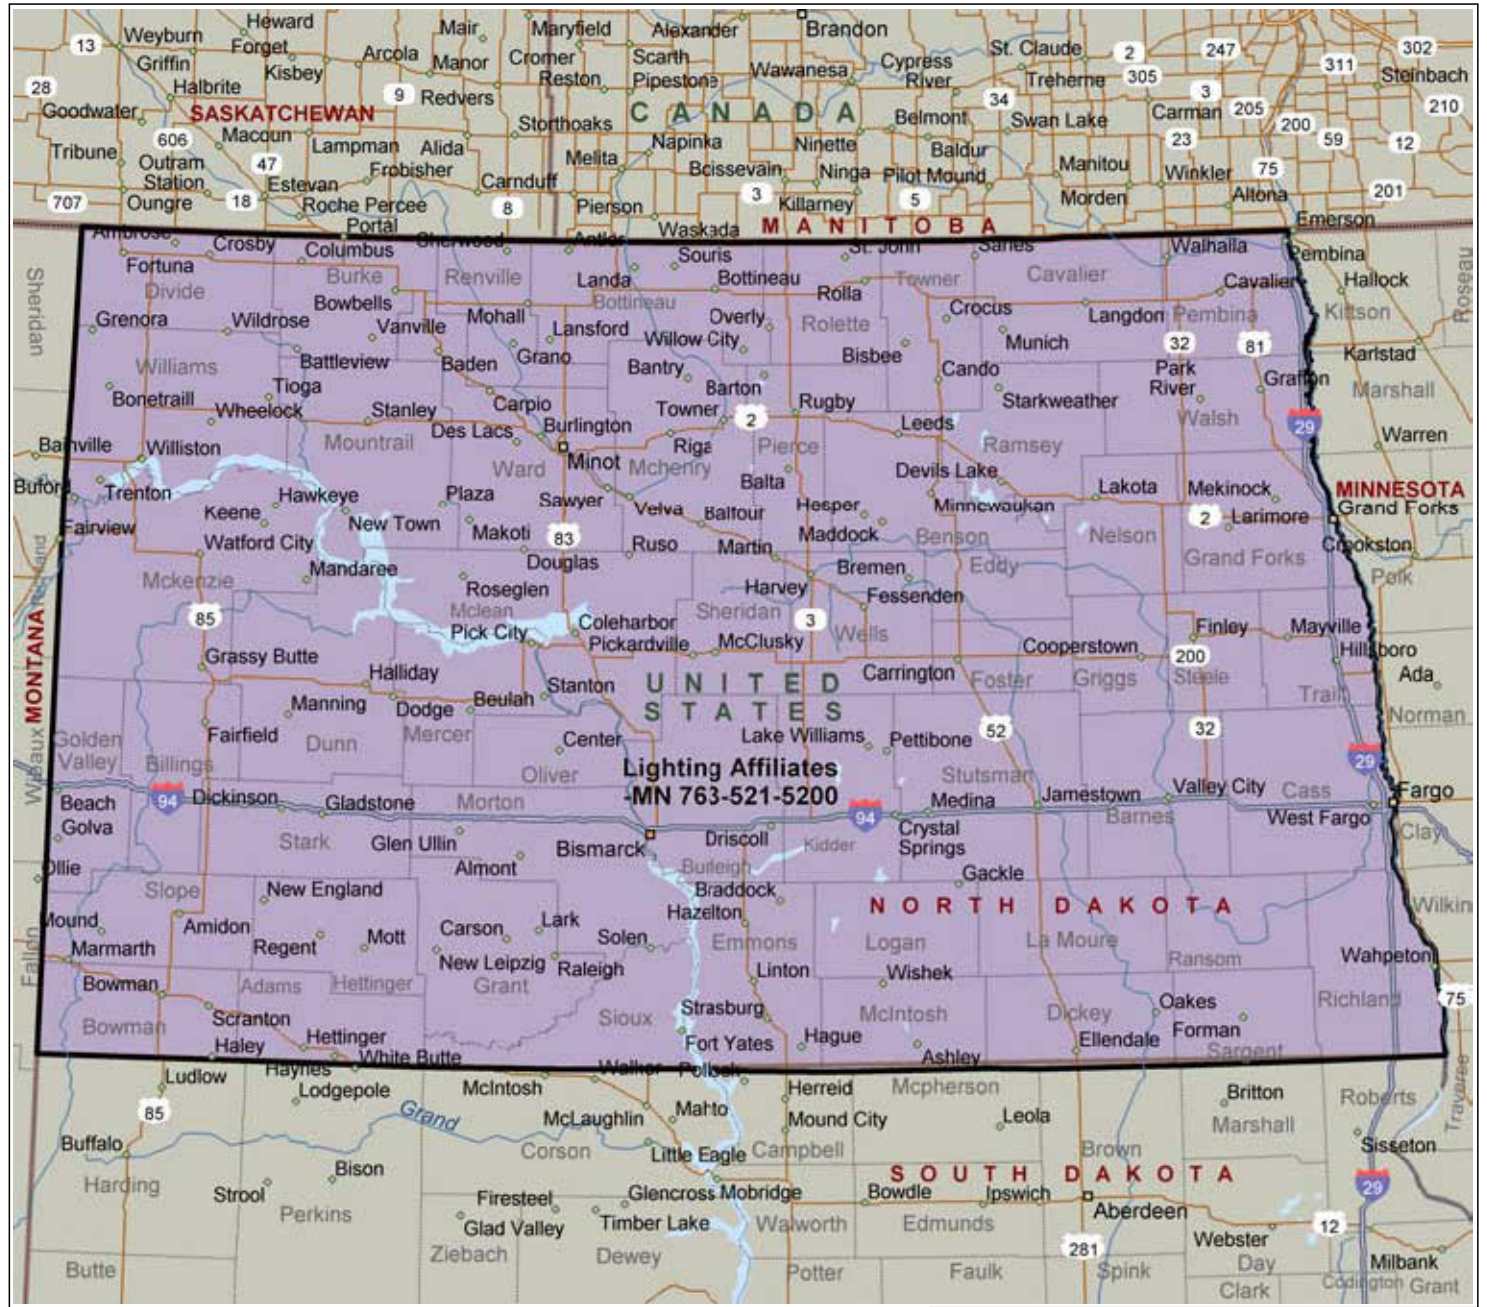 Weyburn
Heward
Mair
Maryfield
Alexander
Brandon
13
Griffin
Forget
Arcola
Manor
Cromer
Scarth
Wawanesa
Cypress
River
St. Claude
2
247
311
302
Steinbach
28
Halbrite
Kisbey
9
Redvers
Reston
Pipestone
34
Treherne
305
3
205
210
Goodwater
SASKATCHEWAN
CANADA
Storthoaks
Belmont
Swan Lake
Carman
200
59
606
Macoun
Lampman
Alida
Napinka
Ninette
Baldur
23
12
Tribune
Outram
Station
47
Frobisher
Melita
Boissevain
Ninga
Pilot Mound
Manitou
Winkler
75
707
Oungre
18
Estevan
Roche Percee
Carnduff
8
Pierson
3
Killarney
5
Morden
Altona
201
Portal
Waskada
MANITOBA
Emerson
Ambrose
Crosby
Columbus
Sherwood
Antler
Souris
St. John
Sarles
Walhalla
Pembina
Fortuna
Divide
Burke
Renville
Landa
Bottineau
Bottineau
Rolla
Towner
Cavalier
Cavalier
Hallock
Kittson
Roseau
Sheridan
Bowbells
Mohall
Overly
Rolette
Crocus
Langdon
Pembina
Grenora
Wildrose
Vanville
Lansford
Willow City
Munich
32
81
Karlstad
Williams
Battleview
Baden
Grano
Bantry
Barton
Bisbee
Cando
Park
River
Grafton
Marshall
Bonetraill
Tioga
Wheelock
Stanley
Carpio
Towner
2
Rugby
Leeds
Starkweather
Walsh
29
Bainville
Williston
Mountrail
Des Lacs
Burlington
Minot
Ward
Riga
Mchenry
Pierce
Ramsey
Warren
Buford
Trenton
Hawkeye
Plaza
Sawyer
Velva
Balta
Devils Lake
Minnewaukan
Lakota
Mekinock
MINNESOTA
Grand Forks
Fairview
Keene
New Town
Makoti
83
Balfour
Hesper
Maddock
Benson
Nelson
2
Larimore
Richland
Watford City
Mandaree
Douglas
Ruso
Martin
Bremen
Eddy
Grand Forks
Crookston
Polk
Mckenzie
Roseglen
Mclean
Harvey
Sheridan
Fessenden
MONTANA
85
Pick City
Coleharbor
Pickardville
McClusky
3
Wells
Cooperstown
Finley
200
Steele
Mayville
Hillsboro
Ada
Grassy Butte
Halliday
Stanton
UNITED
STATES
Carrington
Foster
Griggs
Traill
Norman
Manning
Dodge
Beulah
Mercer
Golden
Valley
Billings
Fairfield
Dunn
Center
Oliver
Lake Williams
Pettibone
52
32
29
Wibaux
Lighting Affiliates
-MN 763-521-5200
Stutsman
Beach
94
Dickinson
Gladstone
Morton
94
Medina
Jamestown
Valley City
Cass
Fargo
Golva
Stark
Glen Ullin
Bismarck
Driscoll
Kidder
Crystal
Springs
Barnes
West Fargo
Clay
Ollie
Slope
Almont
Burleigh
Gackle
New England
Braddock
NORTH DAKOTA
Wilkin
Mound
Marmarth
Amidon
Regent
Mott
Carson
Lark
Solen
Hazelton
Emmons
Logan
La Moure
Ransom
Wahpeton
Fallon
Bowman
Adams
Hettinger
New Leipzig
Grant
Raleigh
Linton
Wishek
Richland
75
Bowman
Scranton
Hettinger
Sioux
Strasburg
McIntosh
Dickey
Oakes
Forman
Haley
White Butte
Fort Yates
Hague
Ashley
Ellendale
Sargent
Ludlow
Haynes
Lodgepole
McIntosh
Walker
Pollock
Herreid
Mcpherson
Britton
Roberts
Traverse
85
Grand
McLaughlin
Mahto
Mound City
Leola
Marshall
Buffalo
Corson
Little Eagle
Campbell
Brown
Sisseton
Harding
Bison
SOUTH DAKOTA
29
Strool
Perkins
Firesteel
Glencross
Mobridge
Bowdle
Ipswich
Aberdeen
Glad Valley
Timber Lake
Walworth
Edmunds
12
Ziebach
Dewey
281
Webster
Day
Milbank
Butte
Potter
Faulk
Spink
Clark
Codington
Grant